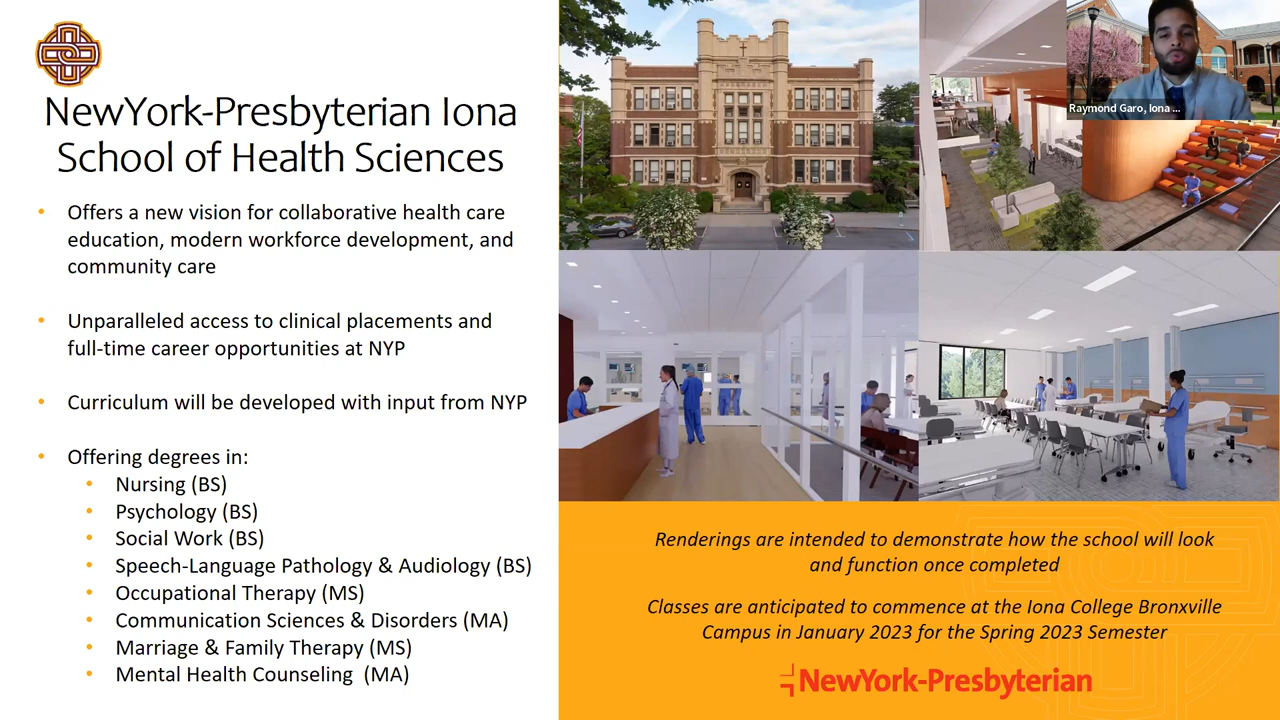 NewYork-Presbyterian Iona
School of Health Sciences
• Offers a new vision for collaborative health care
education, modern workforce development, and
community care
• Unparalleled access to clinical placements and
full-time career opportunities at NYP
• Curriculum will be developed with input from NYP
• Offering degrees in:
• Nursing (BS)
• Psychology (BS)
• Social Work (BS)
• Speech-Language Pathology & Audiology (BS)
• Occupational Therapy (MS)
• Communication Sciences & Disorders (MA)
• Marriage & Family Therapy (MS)
• Mental Health Counseling (MA)
Raymond Garo, Iona ...
Renderings are intended to demonstrate how the school will look
and function once completed
Classes are anticipated to commence at the Iona College Bronxville
Campus in January 2023 for the Spring 2023 Semester
NewYork-Presbyterian